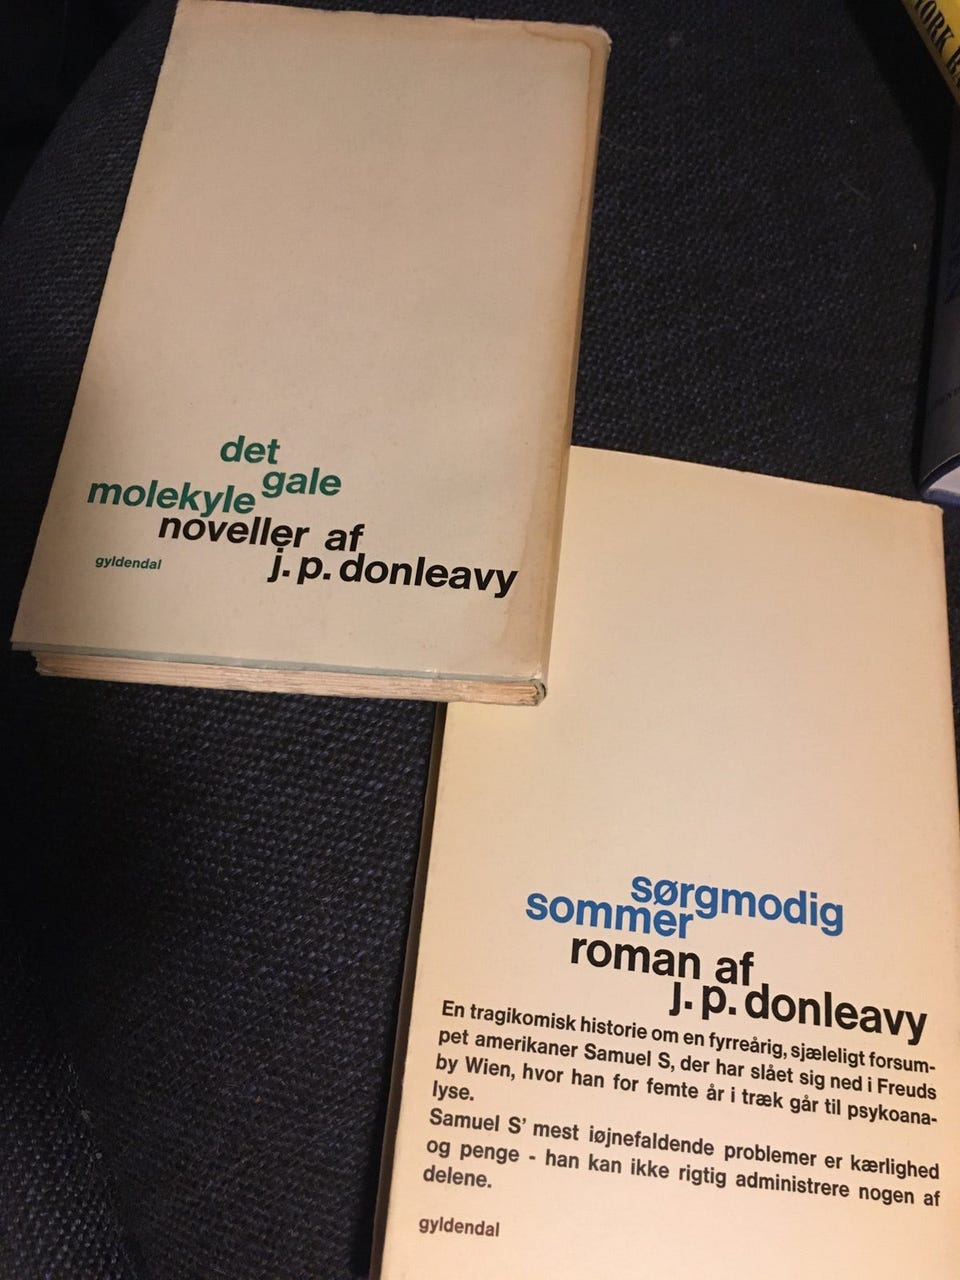 det
gale
molekyle
noveller af
j. p. donleavy
gyldendal
sørgmodig
sommer
roman af
j. p. donleavy
En tragikomisk historie om en fyrreårig, sjæleligt forsum-
pet amerikaner Samuel S, der har slået sig ned i Freuds
by Wien, hvor han for femte år i træk går til psykoana-
lyse.
Samuel S' mest iøjnefaldende problemer er kærlighed
og penge - han kan ikke rigtig administrere nogen af
delene.
gyldendal
YORK